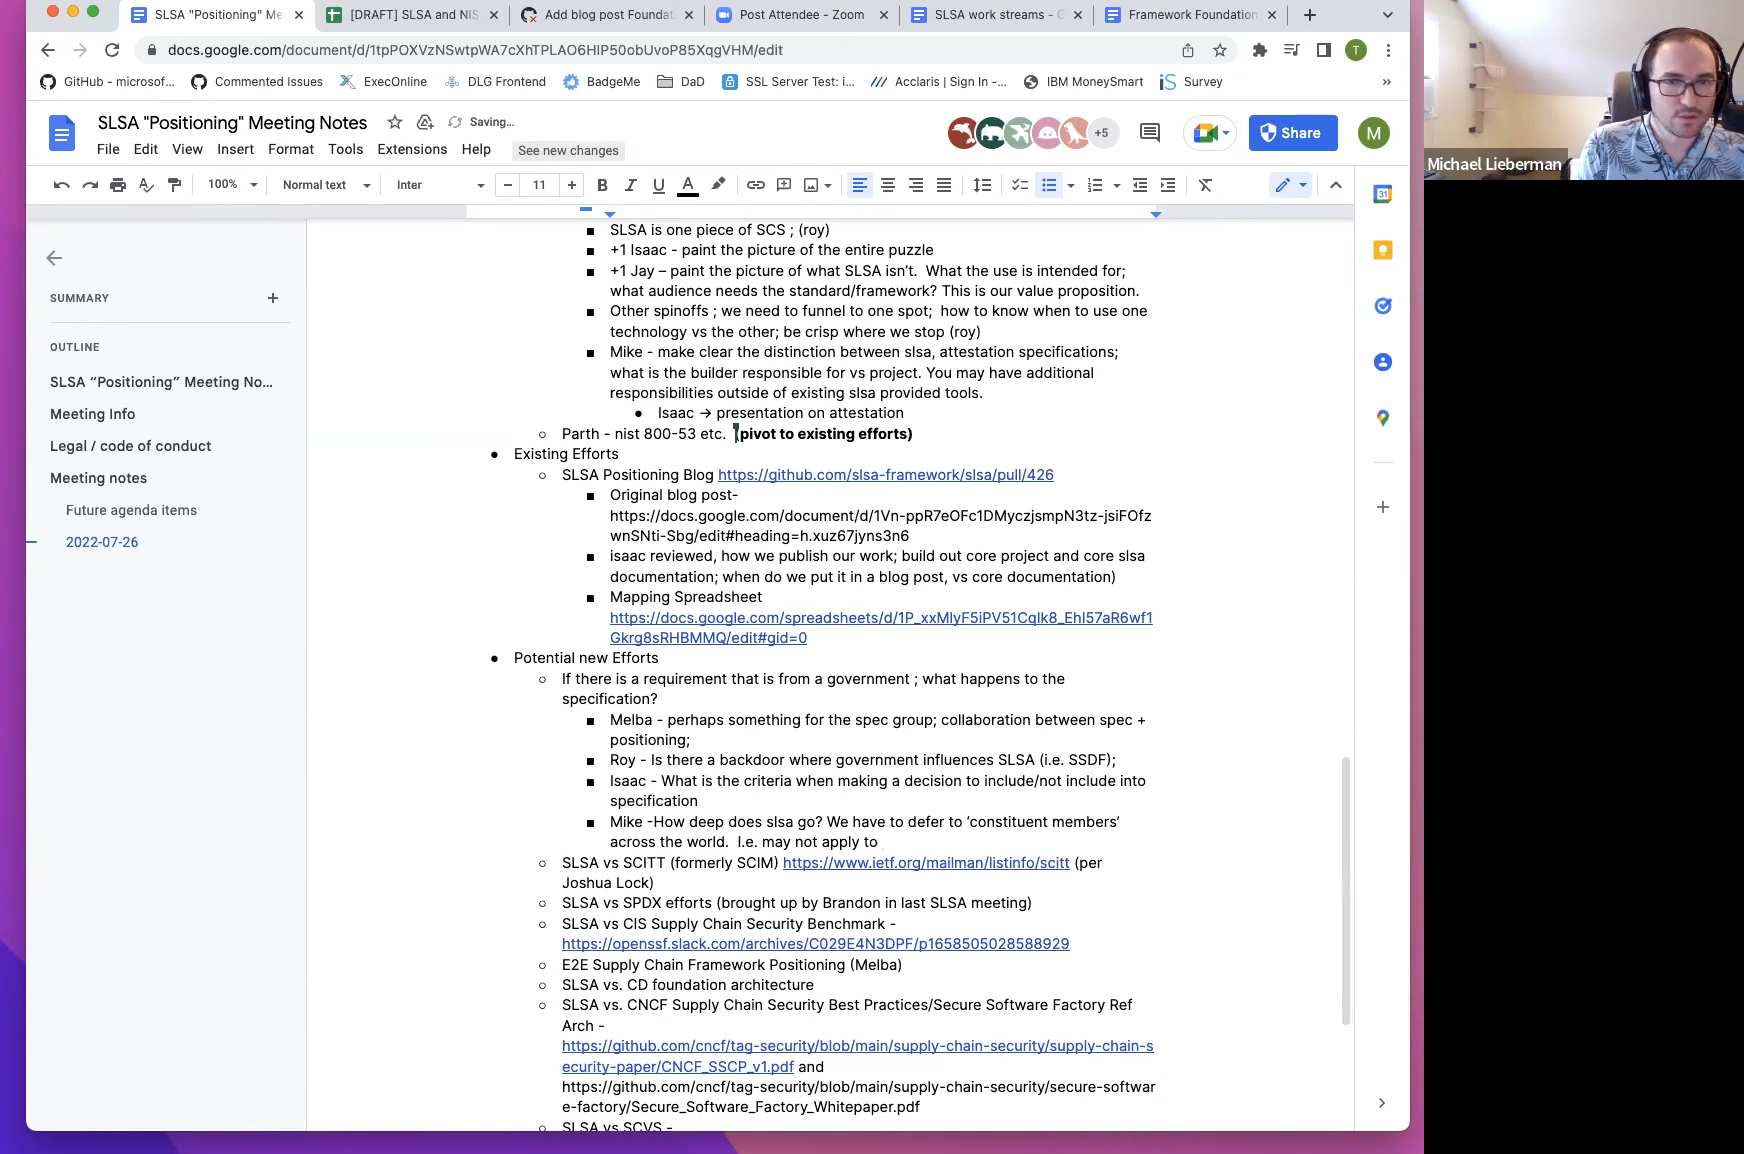 SLSA "Positioning" Me
[DRAFT] SLSA and NIS
Add blog post Foundat
Post Attendee - Zoom
SLSA work streams - G
Framework Foundation
docs.google.com/document/d/1tpPOXVzNSwtpWA7cXhTPLAO6HlP50obUvoP85XqgVHM/edit
T
GitHub - microsof...
Commented Issues
ExecOnline
DLG Frontend
BadgeMe
DaD
SSL Server Test: i...
Acclaris | Sign In -...
IBM MoneySmart
Survey
»
SLSA "Positioning" Meeting Notes
Saving...
+5
Share
M
File Edit View Insert Format Tools Extensions Help
See new changes
100%
Normal text
Inter
11
B I U A
31
SUMMARY
OUTLINE
SLSA “Positioning” Meeting No...
Meeting Info
Legal / code of conduct
Meeting notes
Future agenda items
2022-07-26
SLSA is one piece of SCS ; (roy)
+1 Isaac - paint the picture of the entire puzzle
+1 Jay – paint the picture of what SLSA isn’t. What the use is intended for;
what audience needs the standard/framework? This is our value proposition.
Other spinoffs ; we need to funnel to one spot; how to know when to use one
technology vs the other; be crisp where we stop (roy)
Mike - make clear the distinction between slsa, attestation specifications;
what is the builder responsible for vs project. You may have additional
responsibilities outside of existing slsa provided tools.
Isaac → presentation on attestation
Parth - nist 800-53 etc. (pivot to existing efforts)
Existing Efforts
SLSA Positioning Blog https://github.com/slsa-framework/slsa/pull/426
Original blog post-
https://docs.google.com/document/d/1Vn-ppR7eOFc1DMyczjsmpN3tz-jsiFOfz
wnSNti-Sbg/edit#heading=h.xuz67jyns3n6
isaac reviewed, how we publish our work; build out core project and core slsa
documentation; when do we put it in a blog post, vs core documentation)
Mapping Spreadsheet
https://docs.google.com/spreadsheets/d/1P_xxMlyF5iPV51Cqlk8_Ehl57aR6wf1
Gkrg8sRHBMMQ/edit#gid=0
Potential new Efforts
If there is a requirement that is from a government ; what happens to the
specification?
Melba - perhaps something for the spec group; collaboration between spec +
positioning;
Roy - Is there a backdoor where government influences SLSA (i.e. SSDF);
Isaac - What is the criteria when making a decision to include/not include into
specification
Mike -How deep does slsa go? We have to defer to ‘constituent members’
across the world. I.e. may not apply to
SLSA vs SCITT (formerly SCIM) https://www.ietf.org/mailman/listinfo/scitt (per
Joshua Lock)
SLSA vs SPDX efforts (brought up by Brandon in last SLSA meeting)
SLSA vs CIS Supply Chain Security Benchmark -
https://openssf.slack.com/archives/C029E4N3DPF/p1658505028588929
E2E Supply Chain Framework Positioning (Melba)
SLSA vs. CD foundation architecture
SLSA vs. CNCF Supply Chain Security Best Practices/Secure Software Factory Ref
Arch -
https://github.com/cncf/tag-security/blob/main/supply-chain-security/supply-chain-s
ecurity-paper/CNCF_SSCP_v1.pdf and
https://github.com/cncf/tag-security/blob/main/supply-chain-security/secure-softwar
e-factory/Secure_Software_Factory_Whitepaper.pdf
SLSA vs SCVS -
Michael Lieberman